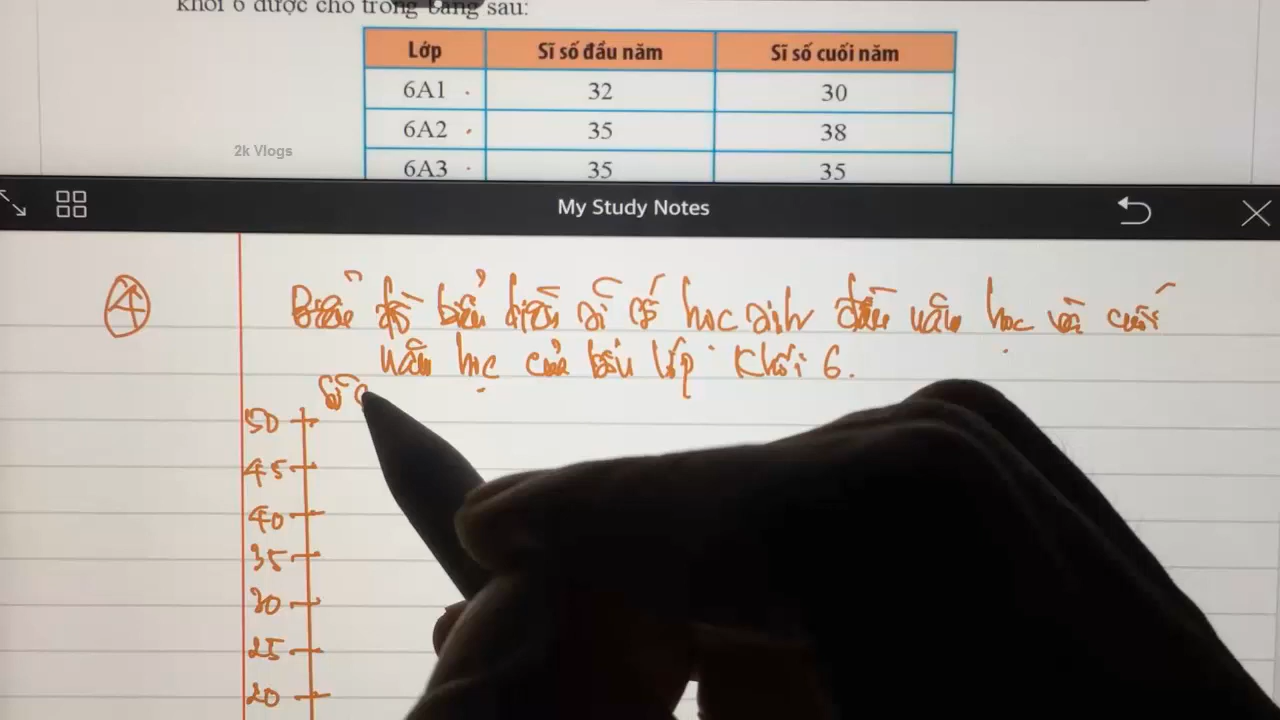 khối 6 được cho trong bảng sau:
Lớp Sĩ số đầu năm Sĩ số cuối năm
6A1 32 30
6A2 35 38
2k Vlogs
6A3 35 35
My Study Notes
4 Biểu đồ biểu diễn sĩ số học sinh đầu năm học và cuối
năm học của bốn lớp khối 6.
Sĩ
50
45
40
35
30
25
20